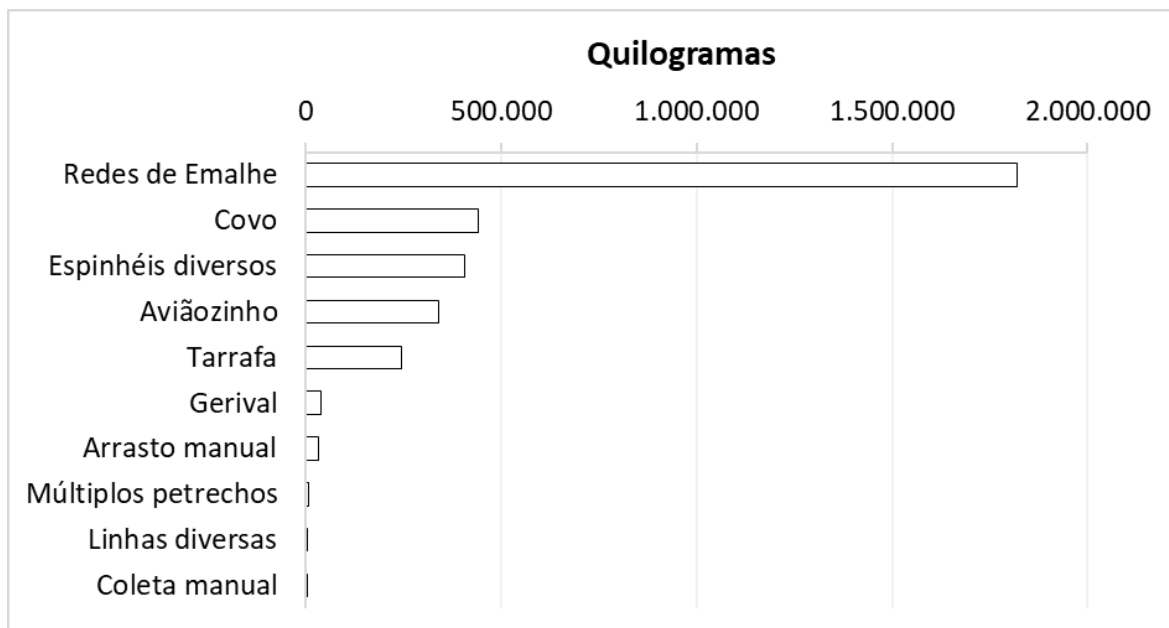 Quilogramas
0 500.000 1.000.000 1.500.000 2.000.000
Redes de Emalhe
Covo
Espinhéis diversos
Aviãozinho
Tarrafa
Gerival
Arrasto manual
Múltiplos petrechos
Linhas diversas
Coleta manual